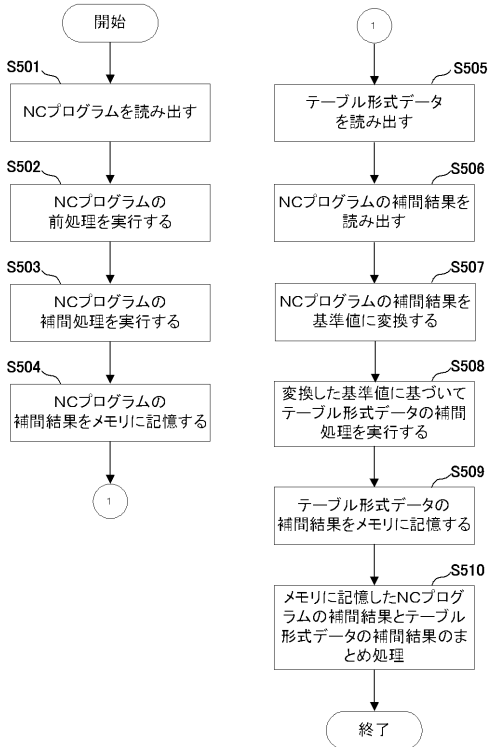 開始
S501
NCプログラムを読み出す
S502
NCプログラムの
前処理を実行する
S503
NCプログラムの
補間処理を実行する
S504
NCプログラムの
補間結果をメモリに記憶する
1
1
S505
テーブル形式データ
を読み出す
S506
NCプログラムの補間結果を
読み出す
S507
NCプログラムの補間結果を
基準値に変換する
S508
変換した基準値に基づいて
テーブル形式データの補間
処理を実行する
S509
テーブル形式データの
補間結果をメモリに記憶する
S510
メモリに記憶したNCプログ
ラムの補間結果とテーブル
形式データの補間結果のま
とめ処理
終了